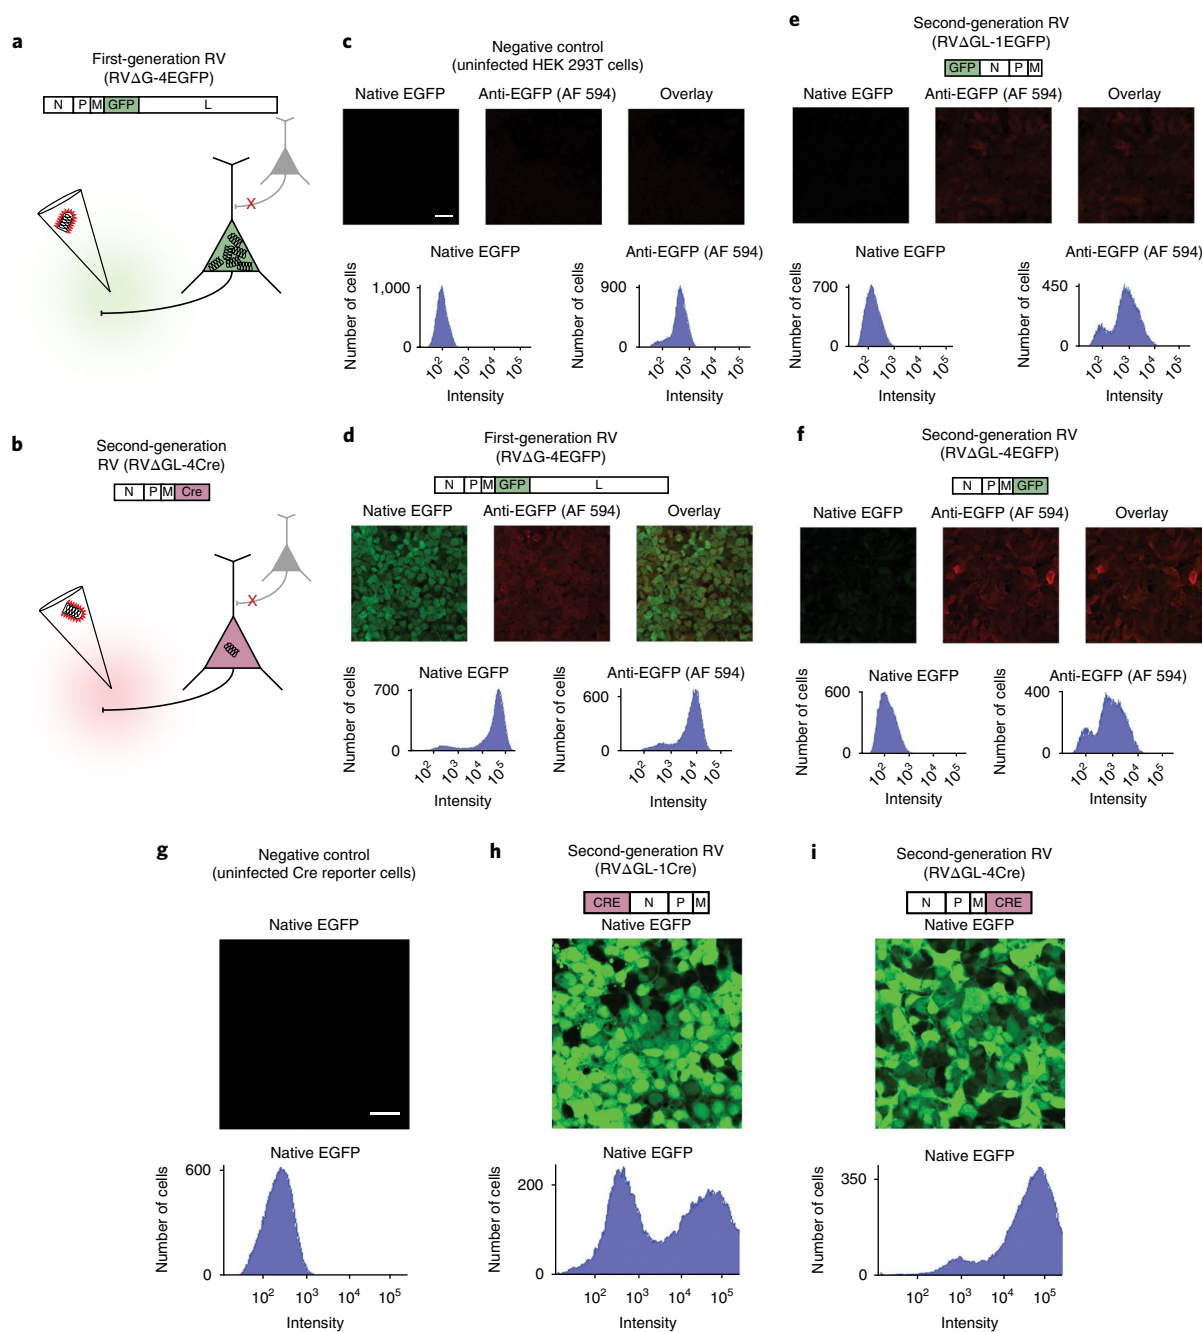 a
First-generation RV
(RVΔG-4EGFP)
N P M GFP L
X
b
Second-generation
RV (RVΔGL-4Cre)
N P M Cre
X
c
Negative control
(uninfected HEK 293T cells)
Native EGFP Anti-EGFP (AF 594) Overlay
Native EGFP Anti-EGFP (AF 594)
Number of cells
1,000
0
10² 10³ 10⁴ 10⁵
Intensity
Number of cells
900
0
10² 10³ 10⁴ 10⁵
Intensity
d
First-generation RV
(RVΔG-4EGFP)
N P M GFP L
Native EGFP Anti-EGFP (AF 594) Overlay
Native EGFP Anti-EGFP (AF 594)
Number of cells
700
0
10² 10³ 10⁴ 10⁵
Intensity
Number of cells
600
0
10² 10³ 10⁴ 10⁵
Intensity
e
Second-generation RV
(RVΔGL-1EGFP)
GFP N P M
Native EGFP Anti-EGFP (AF 594) Overlay
Native EGFP Anti-EGFP (AF 594)
Number of cells
700
0
10² 10³ 10⁴ 10⁵
Intensity
Number of cells
450
0
10² 10³ 10⁴ 10⁵
Intensity
f
Second-generation RV
(RVΔGL-4EGFP)
N P M GFP
Native EGFP Anti-EGFP (AF 594) Overlay
Native EGFP Anti-EGFP (AF 594)
Number of cells
600
0
10² 10³ 10⁴ 10⁵
Intensity
Number of cells
400
0
10² 10³ 10⁴ 10⁵
Intensity
g
Negative control
(uninfected Cre reporter cells)
Native EGFP
Native EGFP
Number of cells
600
0
10² 10³ 10⁴ 10⁵
Intensity
h
Second-generation RV
(RVΔGL-1Cre)
CRE N P M
Native EGFP
Native EGFP
Number of cells
200
0
10² 10³ 10⁴ 10⁵
Intensity
i
Second-generation RV
(RVΔGL-4Cre)
N P M CRE
Native EGFP
Native EGFP
Number of cells
350
0
10² 10³ 10⁴ 10⁵
Intensity